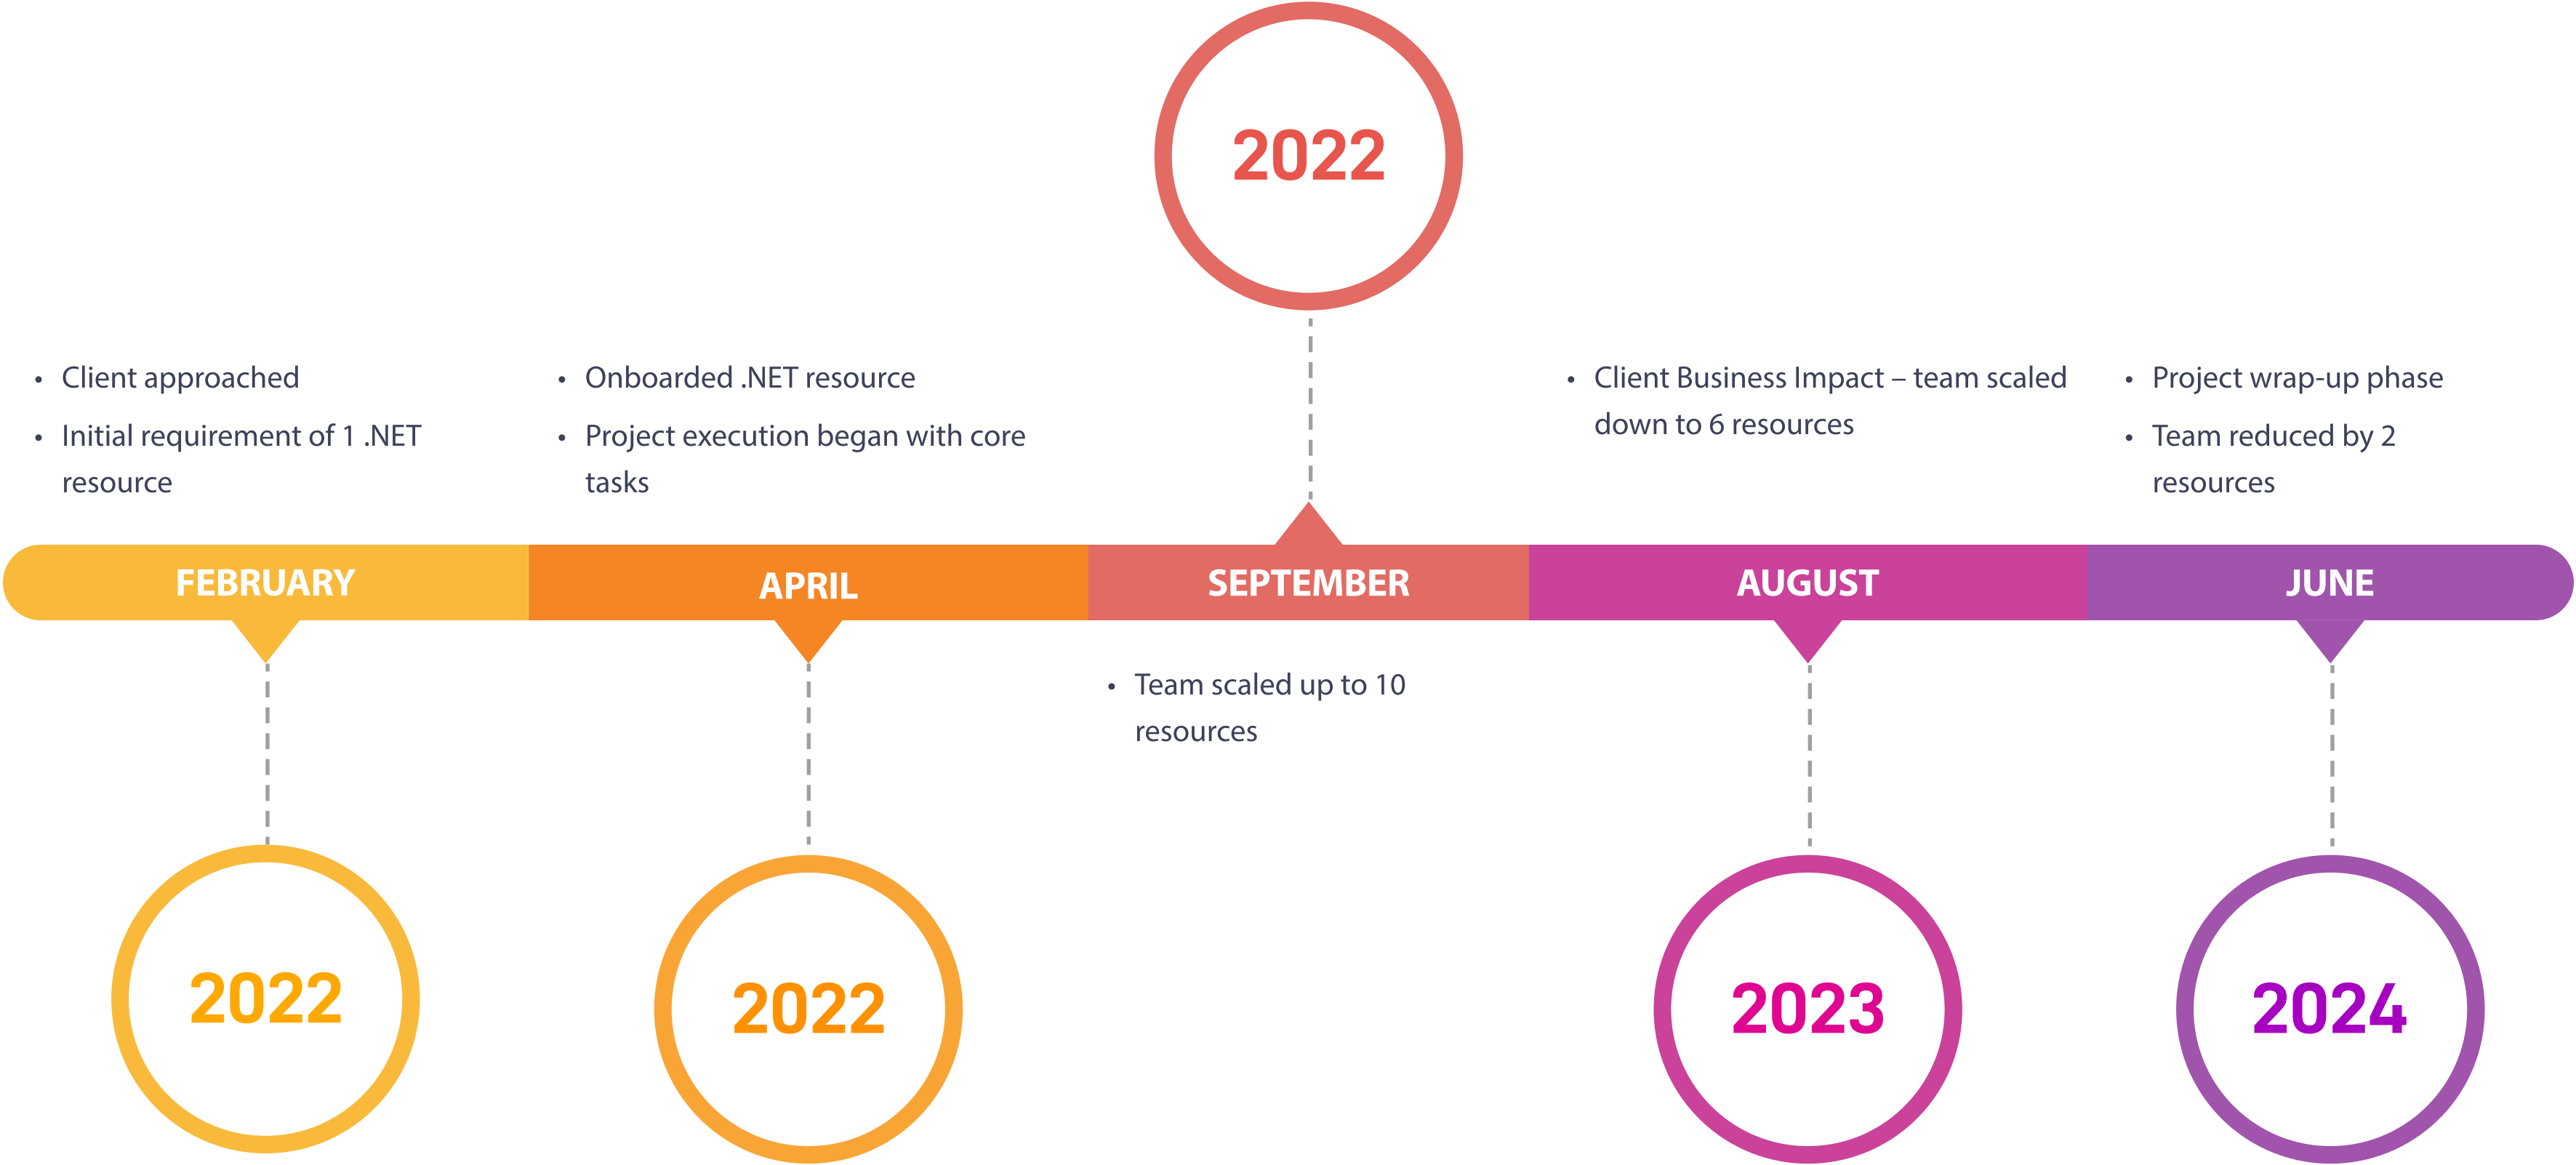 2022
• Client approached
• Initial requirement of 1 .NET
resource
• Onboarded .NET resource
• Project execution began with core
tasks
• Client Business Impact – team scaled
down to 6 resources
• Project wrap-up phase
• Team reduced by 2
resources
FEBRUARY
APRIL
SEPTEMBER
AUGUST
JUNE
• Team scaled up to 10
resources
2022
2022
2023
2024